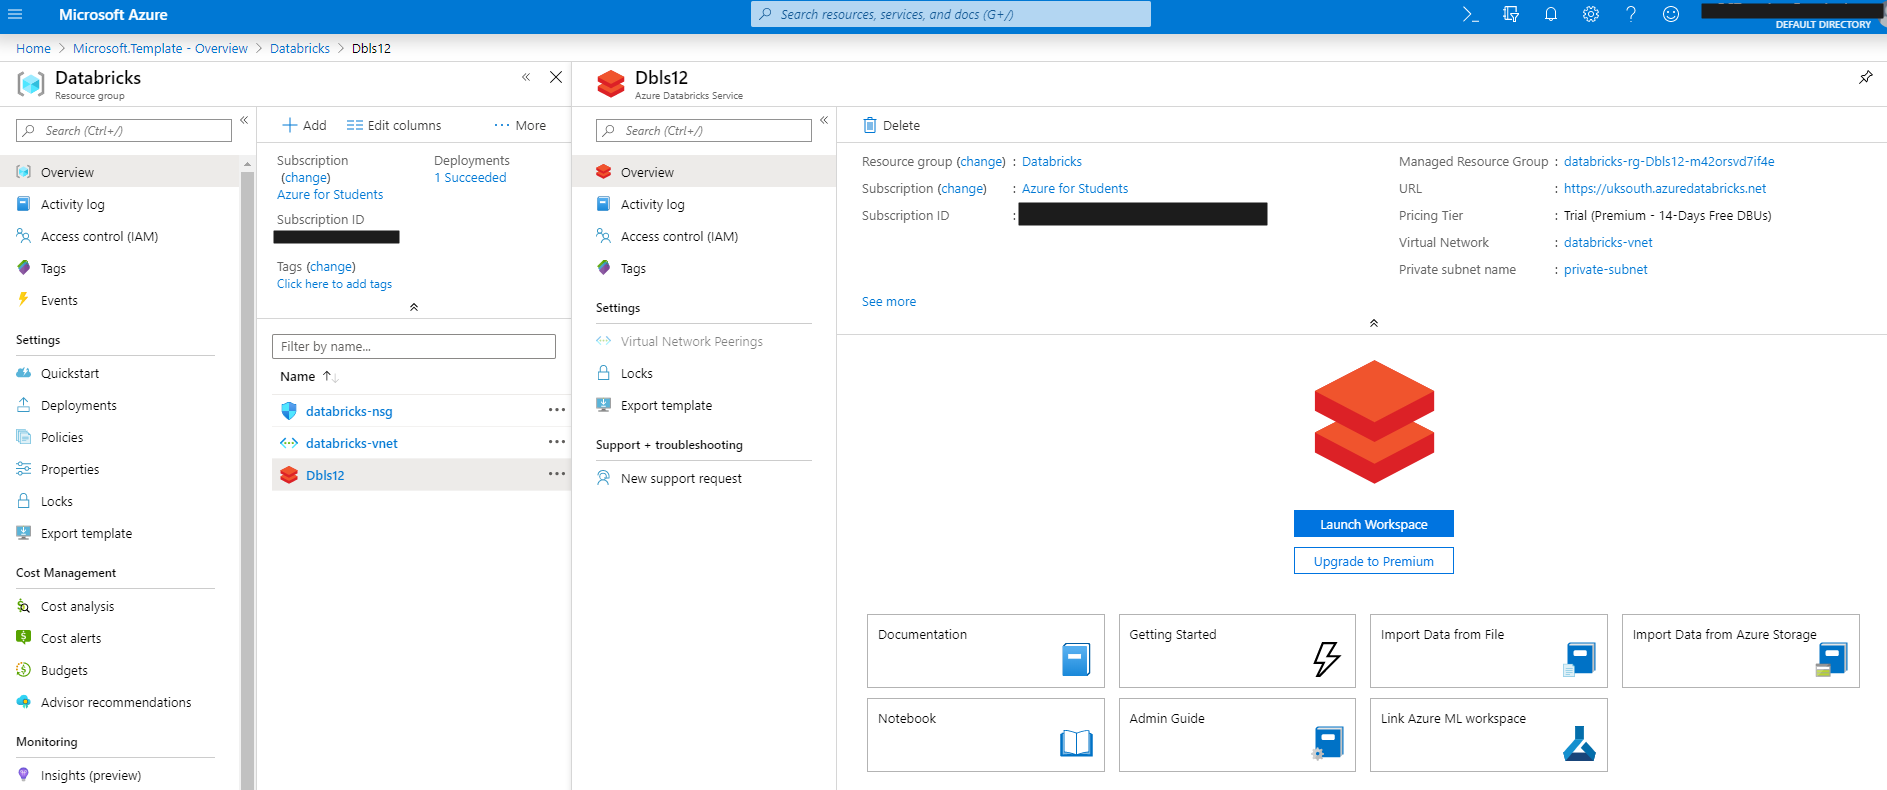 Microsoft Azure
Search resources, services, and docs (G+/)
DEFAULT DIRECTORY
Home > Microsoft.Template - Overview > Databricks > Dbls12
Databricks
Resource group
Search (Ctrl+/)
Overview
Activity log
Access control (IAM)
Tags
Events
Settings
Quickstart
Deployments
Policies
Properties
Locks
Export template
Cost Management
Cost analysis
Cost alerts
Budgets
Advisor recommendations
Monitoring
Insights (preview)
Add
Edit columns
More
Subscription
(change)
Azure for Students
Subscription ID
Deployments
1 Succeeded
Tags (change)
Click here to add tags
Filter by name...
Name
databricks-nsg
databricks-vnet
Dbls12
Dbls12
Azure Databricks Service
Search (Ctrl+/)
Overview
Activity log
Access control (IAM)
Tags
Settings
Virtual Network Peerings
Locks
Export template
Support + troubleshooting
New support request
Delete
Resource group (change) : Databricks
Subscription (change) : Azure for Students
Subscription ID :
See more
Managed Resource Group : databricks-rg-Dbls12-m42orsvd7if4e
URL : https://uksouth.azuredatabricks.net
Pricing Tier : Trial (Premium - 14-Days Free DBUs)
Virtual Network : databricks-vnet
Private subnet name : private-subnet
Launch Workspace
Upgrade to Premium
Documentation
Getting Started
Import Data from File
Import Data from Azure Storage
Notebook
Admin Guide
Link Azure ML workspace